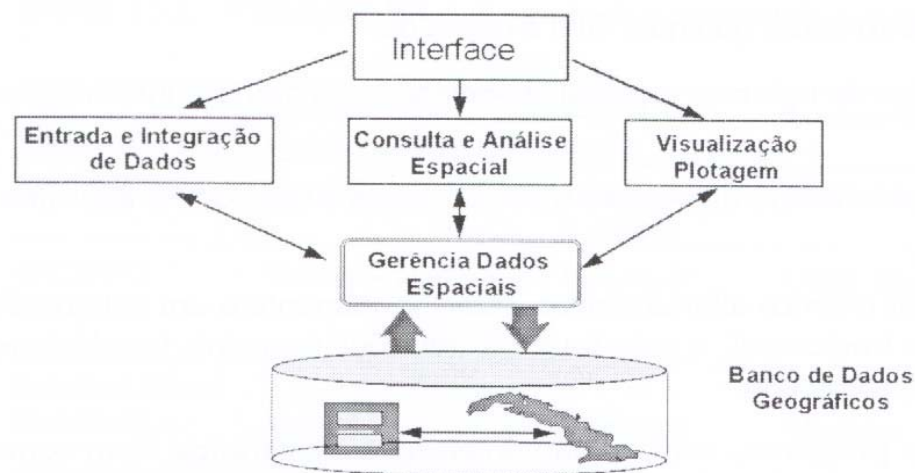 Interface
Entrada e Integração
de Dados
Consulta e Análise
Espacial
Visualização
Plotagem
Gerência Dados
Espaciais
Banco de Dados
Geográficos